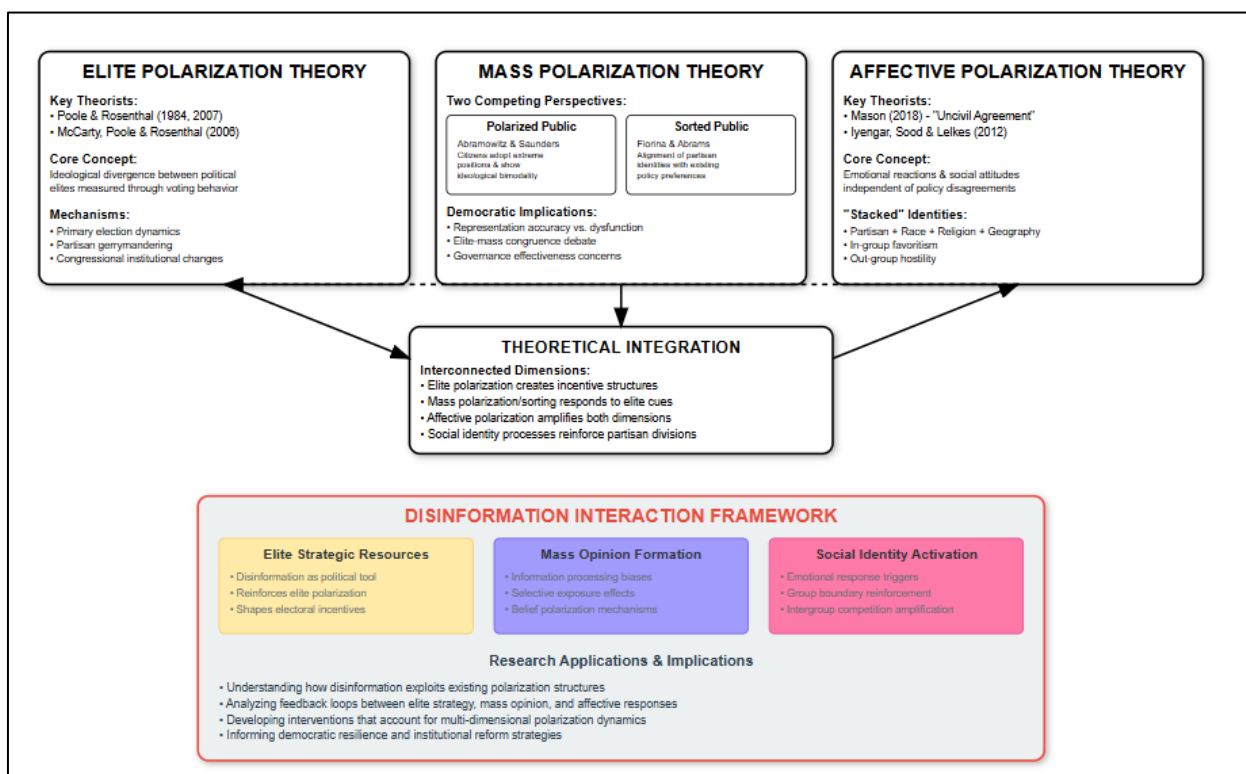 ELITE POLARIZATION THEORY
Key Theorists:
• Poole & Rosenthal (1984, 2007)
• McCarty, Poole & Rosenthal (2006)
Core Concept:
Ideological divergence between political
elites measured through voting behavior
Mechanisms:
• Primary election dynamics
• Partisan gerrymandering
• Congressional institutional changes
MASS POLARIZATION THEORY
Two Competing Perspectives:
Polarized Public
Abramowitz & Saunders
Citizens adopt extreme
positions & show
ideological bimodality
Sorted Public
Fiorina & Abrams
Alignment of partisan
identities with existing
policy preferences
Democratic Implications:
• Representation accuracy vs. dysfunction
• Elite-mass congruence debate
• Governance effectiveness concerns
AFFECTIVE POLARIZATION THEORY
Key Theorists:
• Mason (2018) - "Uncivil Agreement"
• Iyengar, Sood & Lelkes (2012)
Core Concept:
Emotional reactions & social attitudes
independent of policy disagreements
"Stacked" Identities:
• Partisan + Race + Religion + Geography
• In-group favoritism
• Out-group hostility
THEORETICAL INTEGRATION
Interconnected Dimensions:
• Elite polarization creates incentive structures
• Mass polarization/sorting responds to elite cues
• Affective polarization amplifies both dimensions
• Social identity processes reinforce partisan divisions
DISINFORMATION INTERACTION FRAMEWORK
Elite Strategic Resources
• Disinformation as political tool
• Reinforces elite polarization
• Shapes electoral incentives
Mass Opinion Formation
• Information processing biases
• Selective exposure effects
• Belief polarization mechanisms
Social Identity Activation
• Emotional response triggers
• Group boundary reinforcement
• Intergroup competition amplification
Research Applications & Implications
• Understanding how disinformation exploits existing polarization structures
• Analyzing feedback loops between elite strategy, mass opinion, and affective responses
• Developing interventions that account for multi-dimensional polarization dynamics
• Informing democratic resilience and institutional reform strategies